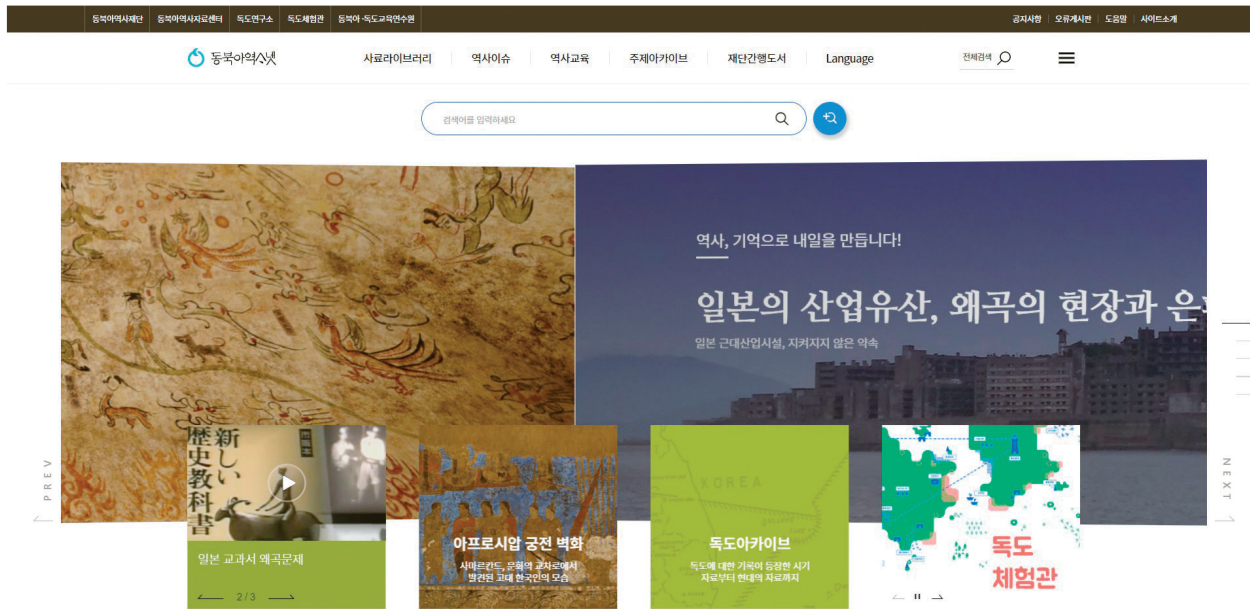 동북아역사재단 동북아역사자료센터 독도연구소 독도체험관 동북아·독도교육연수원 공지사항 오류게시판 도움말 사이트소개
동북아역사넷 사료라이브러리 역사이슈 역사교육 주제아카이브 재단간행도서 Language 전체검색
검색어를 입력하세요
역사, 기억으로 내일을 만듭니다!
일본의 산업유산, 왜곡의 현장과 은
일본 근대산업시설, 지켜지지 않은 약속
PREV
NEXT
新しい
歴史教科書
市販本
일본 교과서 왜곡문제
2/3
아프로시압 궁전 벽화
사마르칸드, 문화의 교차로에서
발견된 고대 한국인의 모습
KOREA
독도아카이브
독도에 대한 기록이 등장한 시기
자료부터 현대의 자료까지
독도
체험관